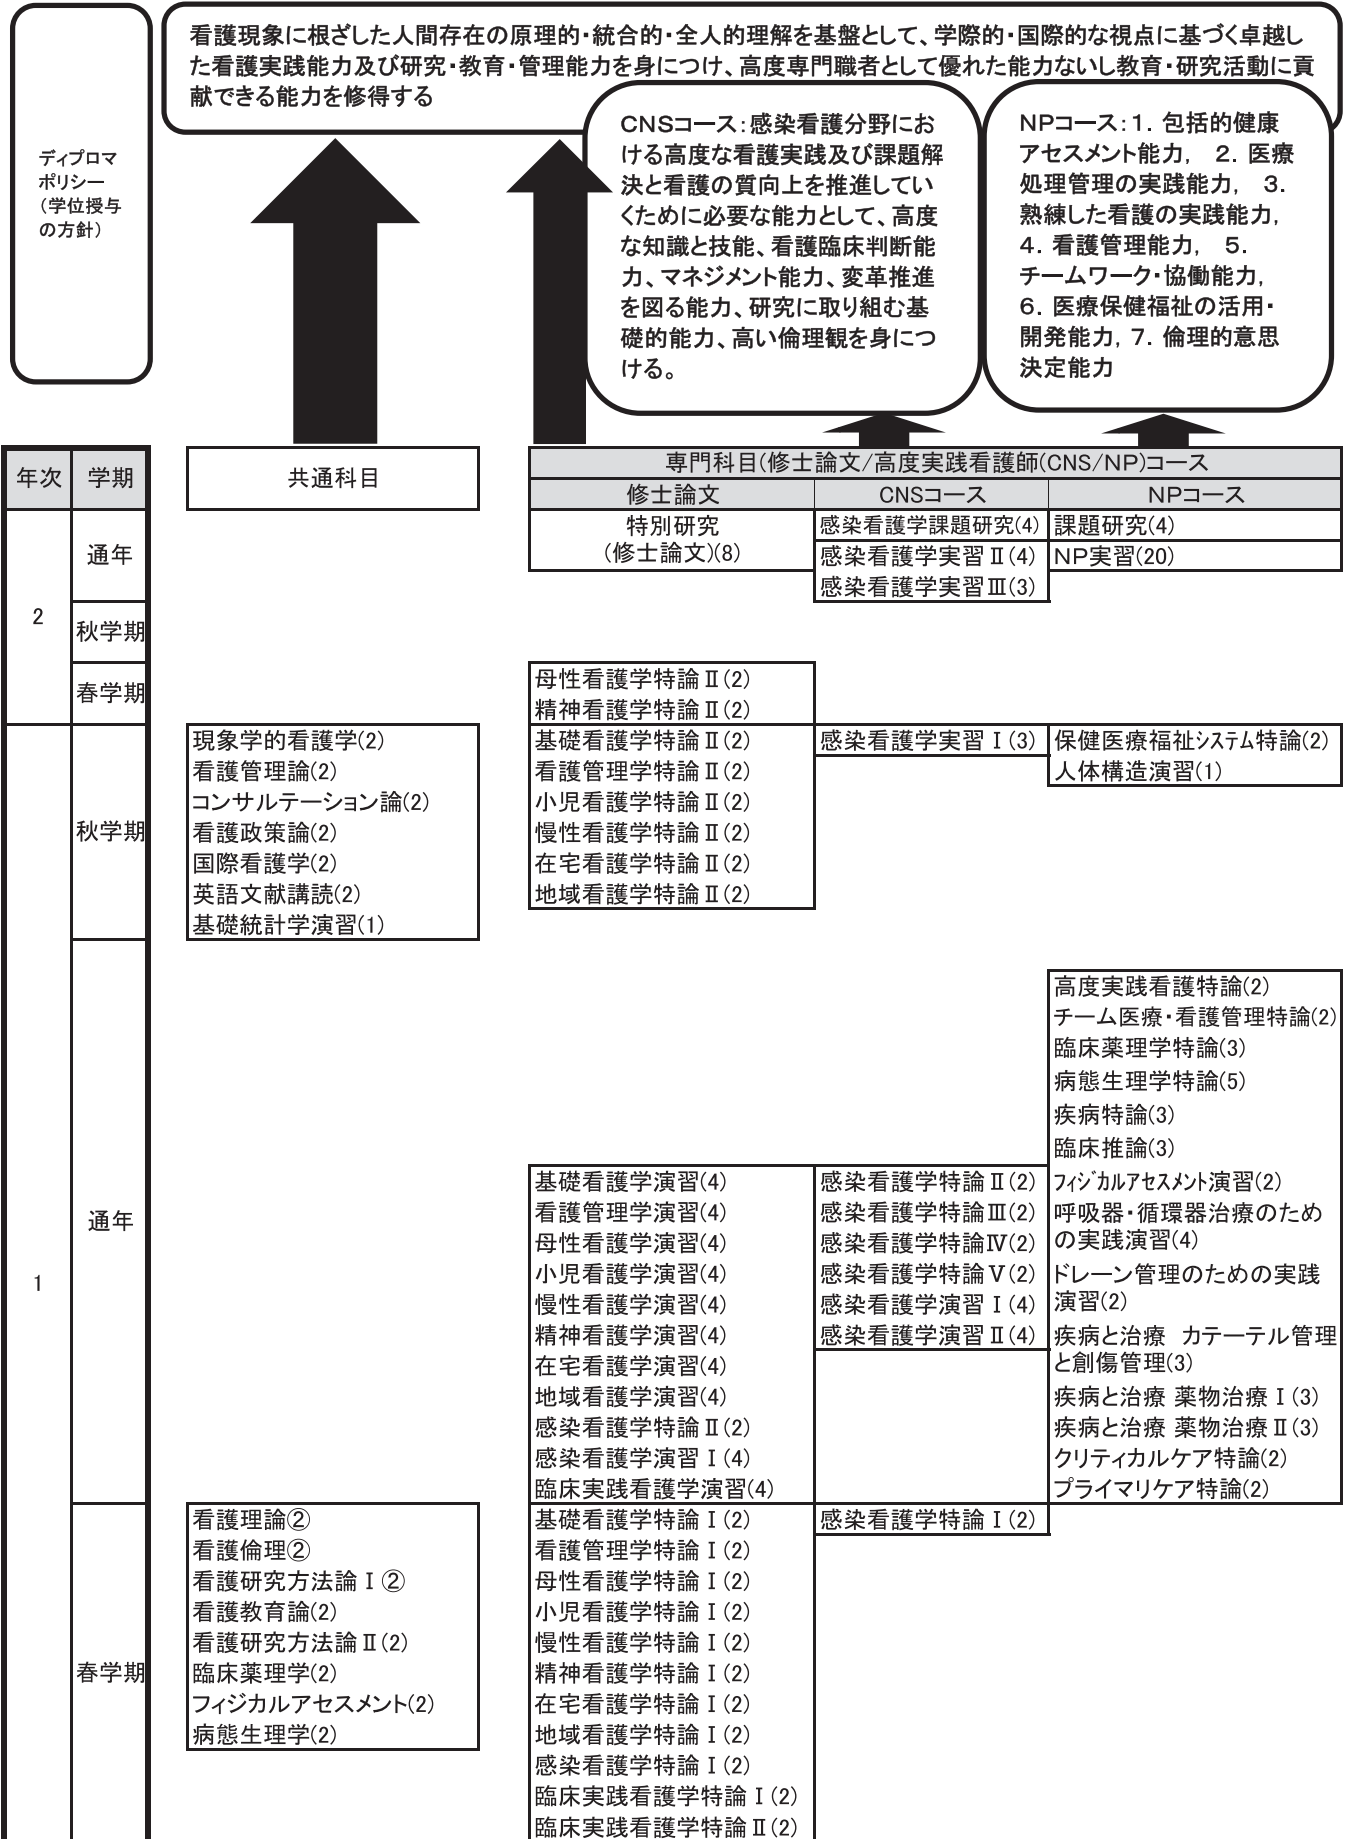 ディプロマ
ポリシー
（学位授与
の方針）
看護現象に根ざした人間存在の原理的・統合的・全人的理解を基盤として、学際的・国際的な視点に基づく卓越し
た看護実践能力及び研究・教育・管理能力を身につけ、高度専門職者として優れた能力ないし教育・研究活動に貢
献できる能力を修得する
CNSコース：感染看護分野にお
ける高度な看護実践及び課題解
決と看護の質向上を推進してい
くために必要な能力として、高度
な知識と技能、看護臨床判断能
力、マネジメント能力、変革推進
を図る能力、研究に取り組む基
礎的能力、高い倫理観を身につ
ける。
NPコース：1．包括的健康
アセスメント能力，　2．医療
処理管理の実践能力，　3．
熟練した看護の実践能力，
4．看護管理能力，　5．
チームワーク・協働能力，
6．医療保健福祉の活用・
開発能力，7．倫理的意思
決定能力
年次
学期
共通科目
専門科目(修士論文/高度実践看護師(CNS/NP)コース
修士論文
CNSコース
NPコース
2
通年
特別研究
(修士論文)(8)
感染看護学課題研究(4)
感染看護学実習Ⅱ(4)
感染看護学実習Ⅲ(3)
課題研究(4)
NP実習(20)
秋学期
春学期
母性看護学特論Ⅱ(2)
精神看護学特論Ⅱ(2)
1
秋学期
現象学的看護学(2)
看護管理論(2)
コンサルテーション論(2)
看護政策論(2)
国際看護学(2)
英語文献講読(2)
基礎統計学演習(1)
基礎看護学特論Ⅱ(2)
看護管理学特論Ⅱ(2)
小児看護学特論Ⅱ(2)
慢性看護学特論Ⅱ(2)
在宅看護学特論Ⅱ(2)
地域看護学特論Ⅱ(2)
感染看護学実習Ⅰ(3)
保健医療福祉システム特論(2)
人体構造演習(1)
通年
基礎看護学演習(4)
看護管理学演習(4)
母性看護学演習(4)
小児看護学演習(4)
慢性看護学演習(4)
精神看護学演習(4)
在宅看護学演習(4)
地域看護学演習(4)
感染看護学特論Ⅱ(2)
感染看護学演習Ⅰ(4)
臨床実践看護学演習(4)
感染看護学特論Ⅱ(2)
感染看護学特論Ⅲ(2)
感染看護学特論Ⅳ(2)
感染看護学特論Ⅴ(2)
感染看護学演習Ⅰ(4)
感染看護学演習Ⅱ(4)
高度実践看護特論(2)
チーム医療・看護管理特論(2)
臨床薬理学特論(3)
病態生理学特論(5)
疾病特論(3)
臨床推論(3)
フィジカルアセスメント演習(2)
呼吸器・循環器治療のため
の実践演習(4)
ドレーン管理のための実践
演習(2)
疾病と治療　カテーテル管理
と創傷管理(3)
疾病と治療 薬物治療Ⅰ(3)
疾病と治療 薬物治療Ⅱ(3)
クリティカルケア特論(2)
プライマリケア特論(2)
春学期
看護理論②
看護倫理②
看護研究方法論Ⅰ②
看護教育論(2)
看護研究方法論Ⅱ(2)
臨床薬理学(2)
フィジカルアセスメント(2)
病態生理学(2)
基礎看護学特論Ⅰ(2)
看護管理学特論Ⅰ(2)
母性看護学特論Ⅰ(2)
小児看護学特論Ⅰ(2)
慢性看護学特論Ⅰ(2)
精神看護学特論Ⅰ(2)
在宅看護学特論Ⅰ(2)
地域看護学特論Ⅰ(2)
感染看護学特論Ⅰ(2)
臨床実践看護学特論Ⅰ(2)
臨床実践看護学特論Ⅱ(2)
感染看護学特論Ⅰ(2)